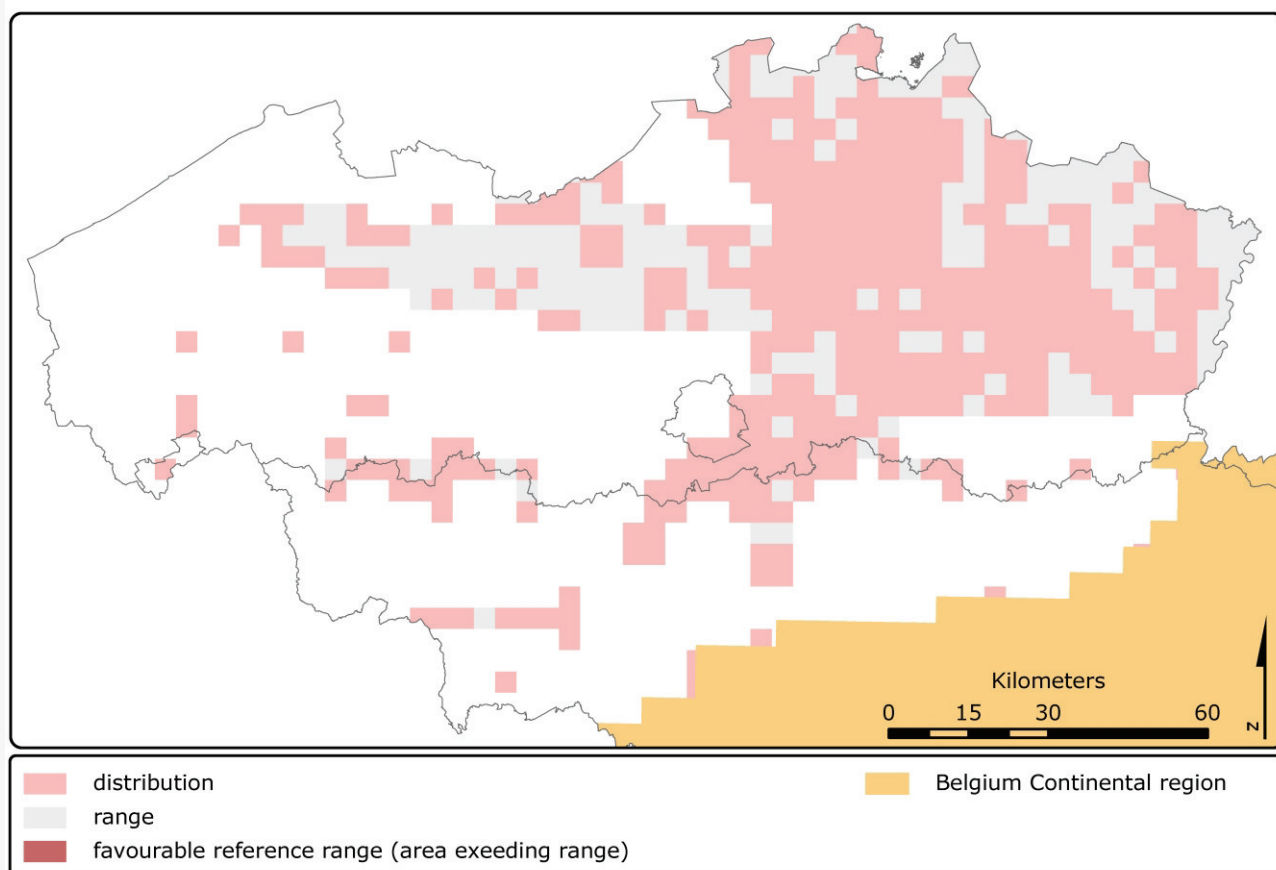 Kilometers
0 15 30 60
N
distribution
range
favourable reference range (area exeeding range)
Belgium Continental region